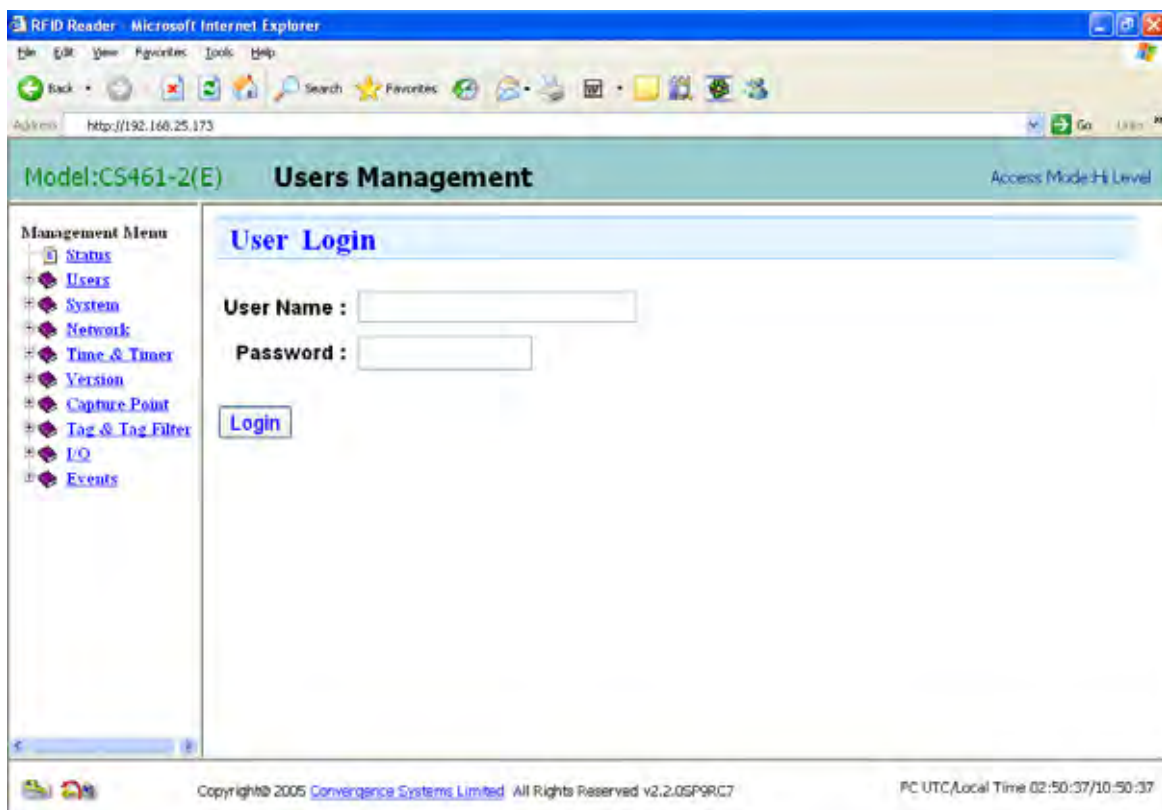 RFID Reader - Microsoft Internet Explorer
File Edit View Favorites Tools Help
Back Search Favorites
Address http://192.168.25.173 Go Links
Model:CS461-2(E) Users Management Access Mode:Hi Level
Management Menu
Status
Users
System
Network
Time & Timer
Version
Capture Point
Tag & Tag Filter
I/O
Events
User Login
User Name :
Password :
Login
Copyright© 2005 Convergence Systems Limited All Rights Reserved v2.2.0SP9RC7
PC UTC/Local Time 02:50:37/10:50:37